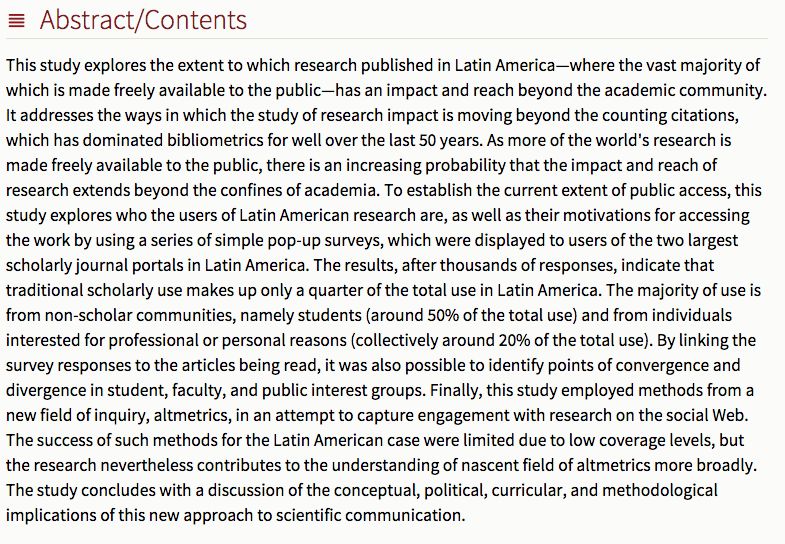 Abstract/Contents
This study explores the extent to which research published in Latin America—where the vast majority of
which is made freely available to the public—has an impact and reach beyond the academic community.
It addresses the ways in which the study of research impact is moving beyond the counting citations,
which has dominated bibliometrics for well over the last 50 years. As more of the world's research is
made freely available to the public, there is an increasing probability that the impact and reach of
research extends beyond the confines of academia. To establish the current extent of public access, this
study explores who the users of Latin American research are, as well as their motivations for accessing
the work by using a series of simple pop-up surveys, which were displayed to users of the two largest
scholarly journal portals in Latin America. The results, after thousands of responses, indicate that
traditional scholarly use makes up only a quarter of the total use in Latin America. The majority of use is
from non-scholar communities, namely students (around 50% of the total use) and from individuals
interested for professional or personal reasons (collectively around 20% of the total use). By linking the
survey responses to the articles being read, it was also possible to identify points of convergence and
divergence in student, faculty, and public interest groups. Finally, this study employed methods from a
new field of inquiry, altmetrics, in an attempt to capture engagement with research on the social Web.
The success of such methods for the Latin American case were limited due to low coverage levels, but
the research nevertheless contributes to the understanding of nascent field of altmetrics more broadly.
The study concludes with a discussion of the conceptual, political, curricular, and methodological
implications of this new approach to scientific communication.